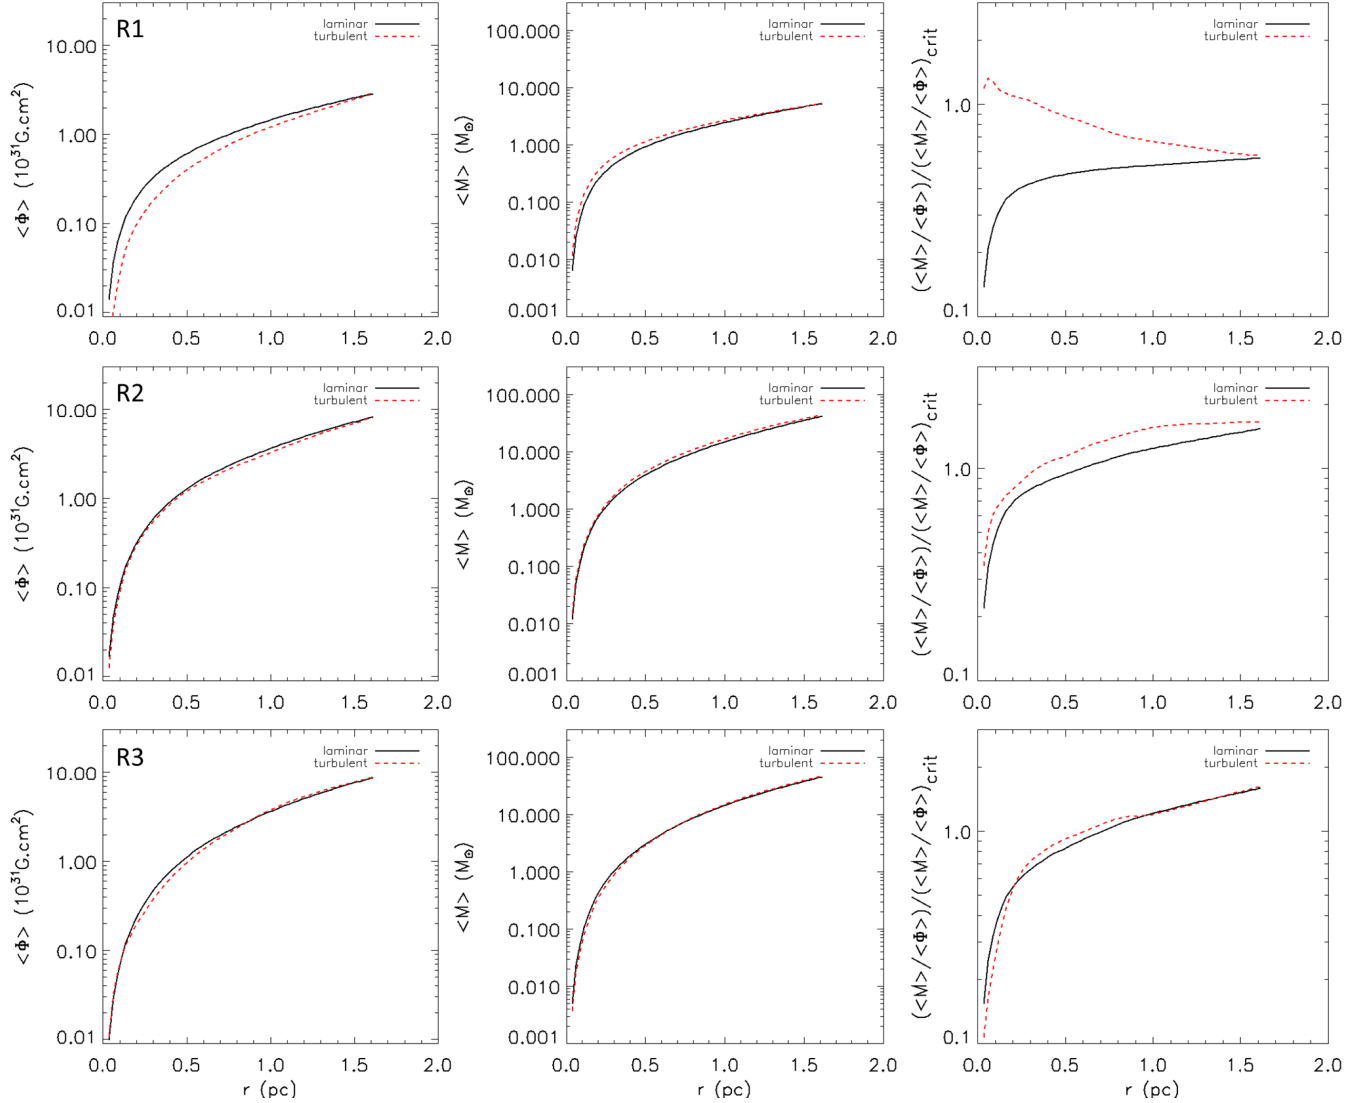 R1
laminar
turbulent
10.00
1.00
0.10
0.01
0.0 0.5 1.0 1.5 2.0
<Φ> (10³¹G.cm²)
laminar
turbulent
100.000
10.000
1.000
0.100
0.010
0.001
0.0 0.5 1.0 1.5 2.0
<M> (M☉)
laminar
turbulent
1.0
0.1
0.0 0.5 1.0 1.5 2.0
(<M>/<Φ>)/(<M>/<Φ>)crit
R2
laminar
turbulent
10.00
1.00
0.10
0.01
0.0 0.5 1.0 1.5 2.0
<Φ> (10³¹G.cm²)
laminar
turbulent
100.000
10.000
1.000
0.100
0.010
0.001
0.0 0.5 1.0 1.5 2.0
<M> (M☉)
laminar
turbulent
1.0
0.1
0.0 0.5 1.0 1.5 2.0
(<M>/<Φ>)/(<M>/<Φ>)crit
R3
laminar
turbulent
10.00
1.00
0.10
0.01
0.0 0.5 1.0 1.5 2.0
r (pc)
<Φ> (10³¹G.cm²)
laminar
turbulent
100.000
10.000
1.000
0.100
0.010
0.001
0.0 0.5 1.0 1.5 2.0
r (pc)
<M> (M☉)
laminar
turbulent
1.0
0.1
0.0 0.5 1.0 1.5 2.0
r (pc)
(<M>/<Φ>)/(<M>/<Φ>)crit